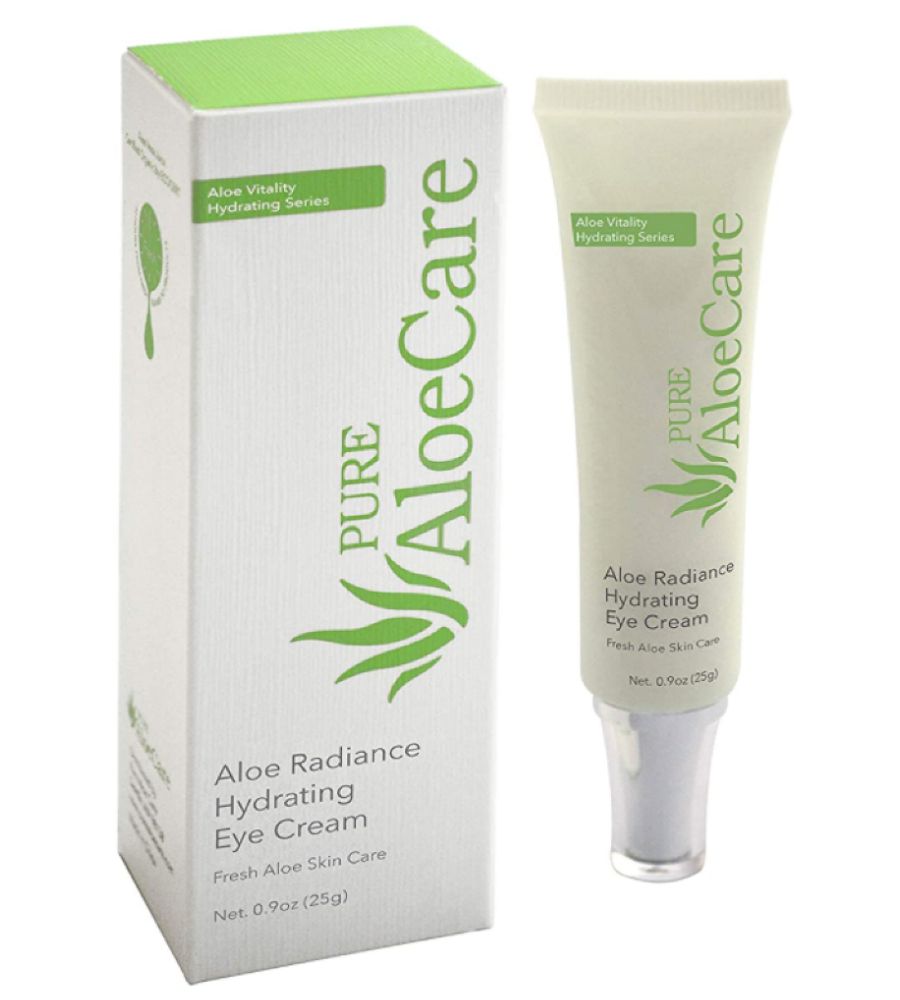 Aloe Vitality
Hydrating Series
PURE
AloeCare
Aloe Radiance
Hydrating
Eye Cream
Fresh Aloe Skin Care
Net. 0.9oz (25g)
Aloe Vitality
Hydrating Series
PURE
AloeCare
Aloe Radiance
Hydrating
Eye Cream
Fresh Aloe Skin Care
Net. 0.9oz (25g)